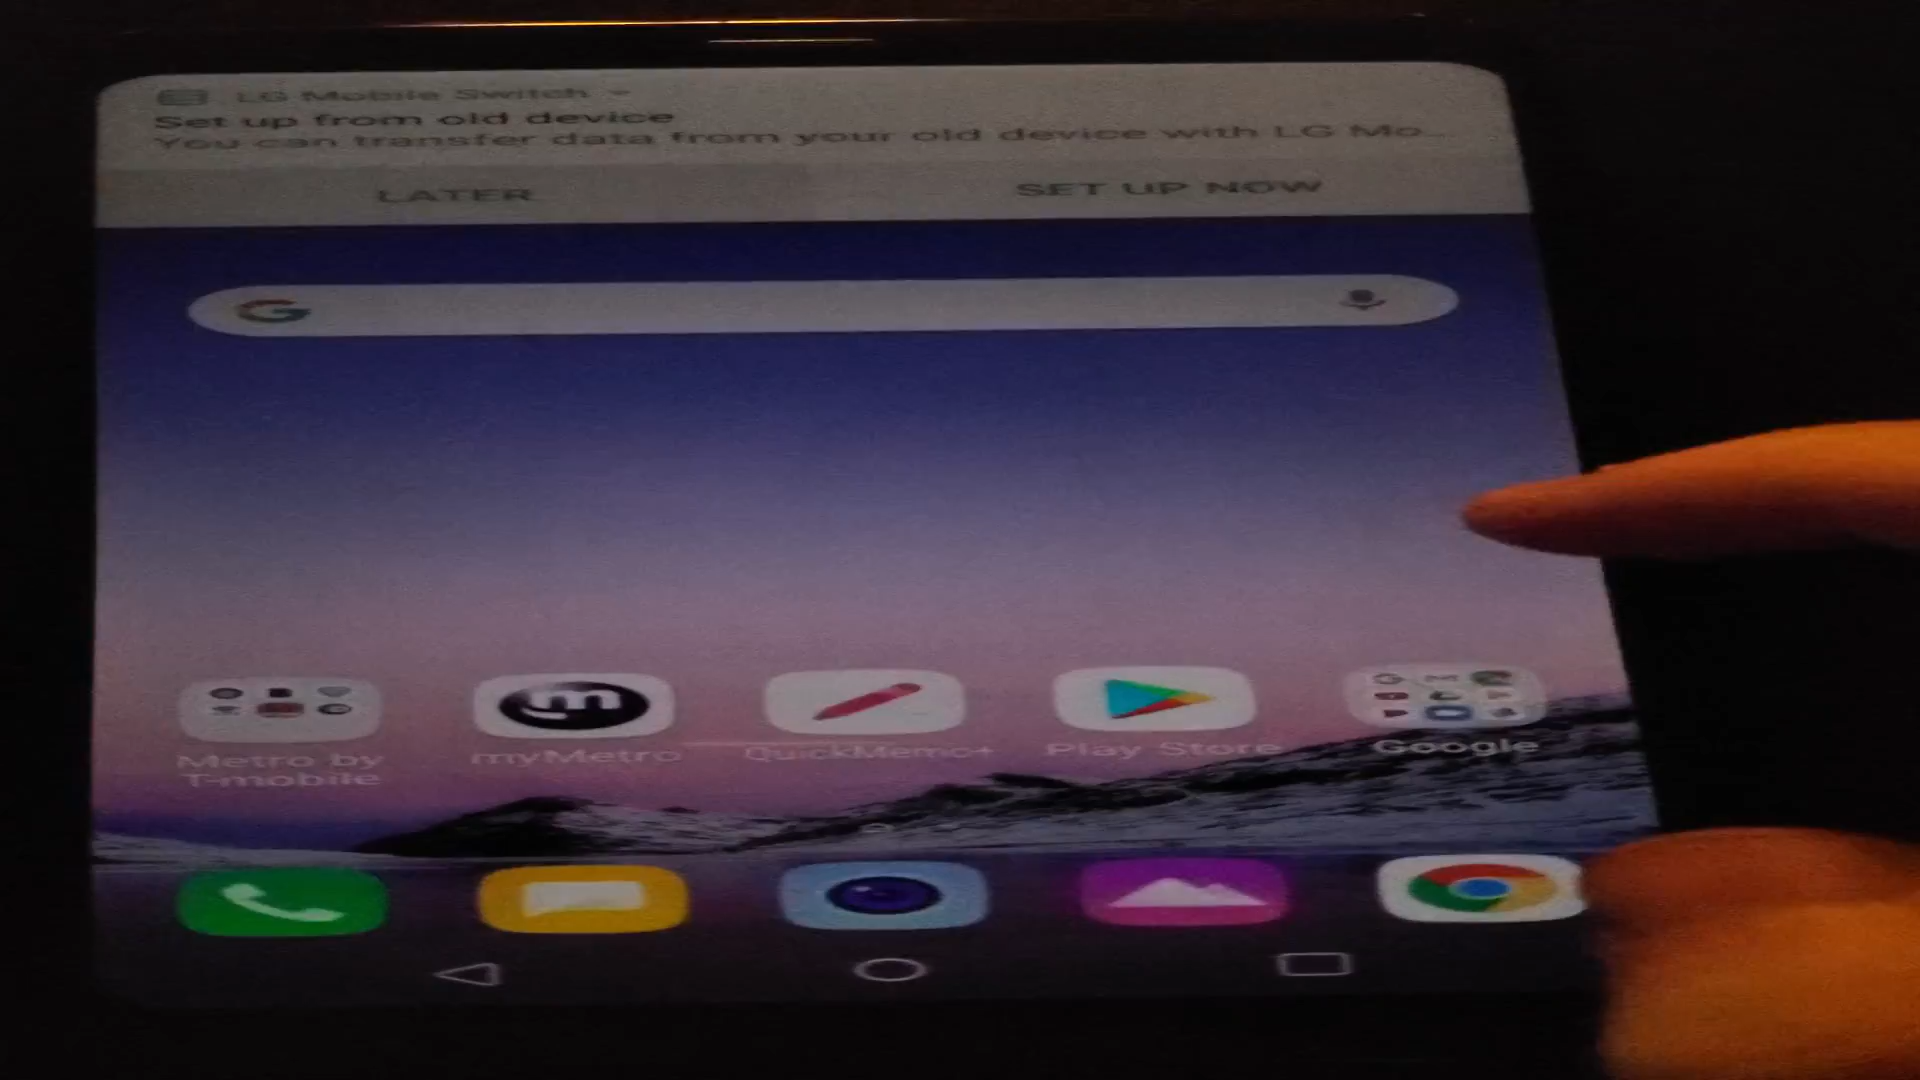 LG Mobile Switch
Set up from old device
You can transfer data from your old device with LG Mo...
LATER
SET UP NOW
G
Metro by
T-mobile
myMetro
QuickMemo+
Play Store
Google